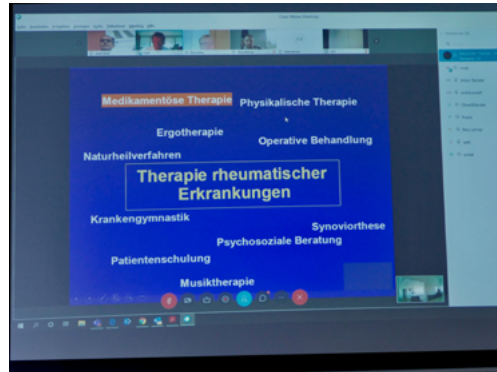 Medikamentöse Therapie
Physikalische Therapie
Ergotherapie
Operative Behandlung
Naturheilverfahren
Therapie rheumatischer
Erkrankungen
Krankengymnastik
Synoviorthese
Psychosoziale Beratung
Patientenschulung
Musiktherapie